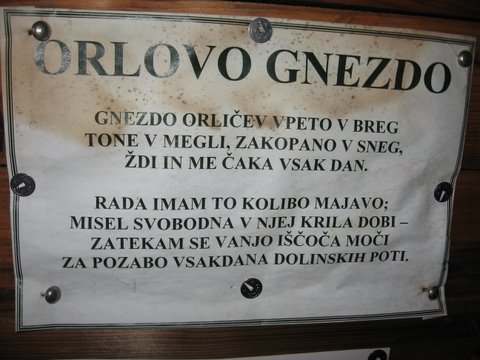 ORLOVO GNEZDO
GNEZDO ORLIČEV VPETO V BREG
TONE V MEGLI, ZAKOPANO V SNEG,
ŽDI IN ME ČAKA VSAK DAN.
RADA IMAM TO KOLIBO MAJAVO;
MISEL SVOBODNA V NJEJ KRILA DOBI –
ZATEKAM SE VANJO IŠČOČA MOČI
ZA POZABO VSAKDANA DOLINSKIH POTI.